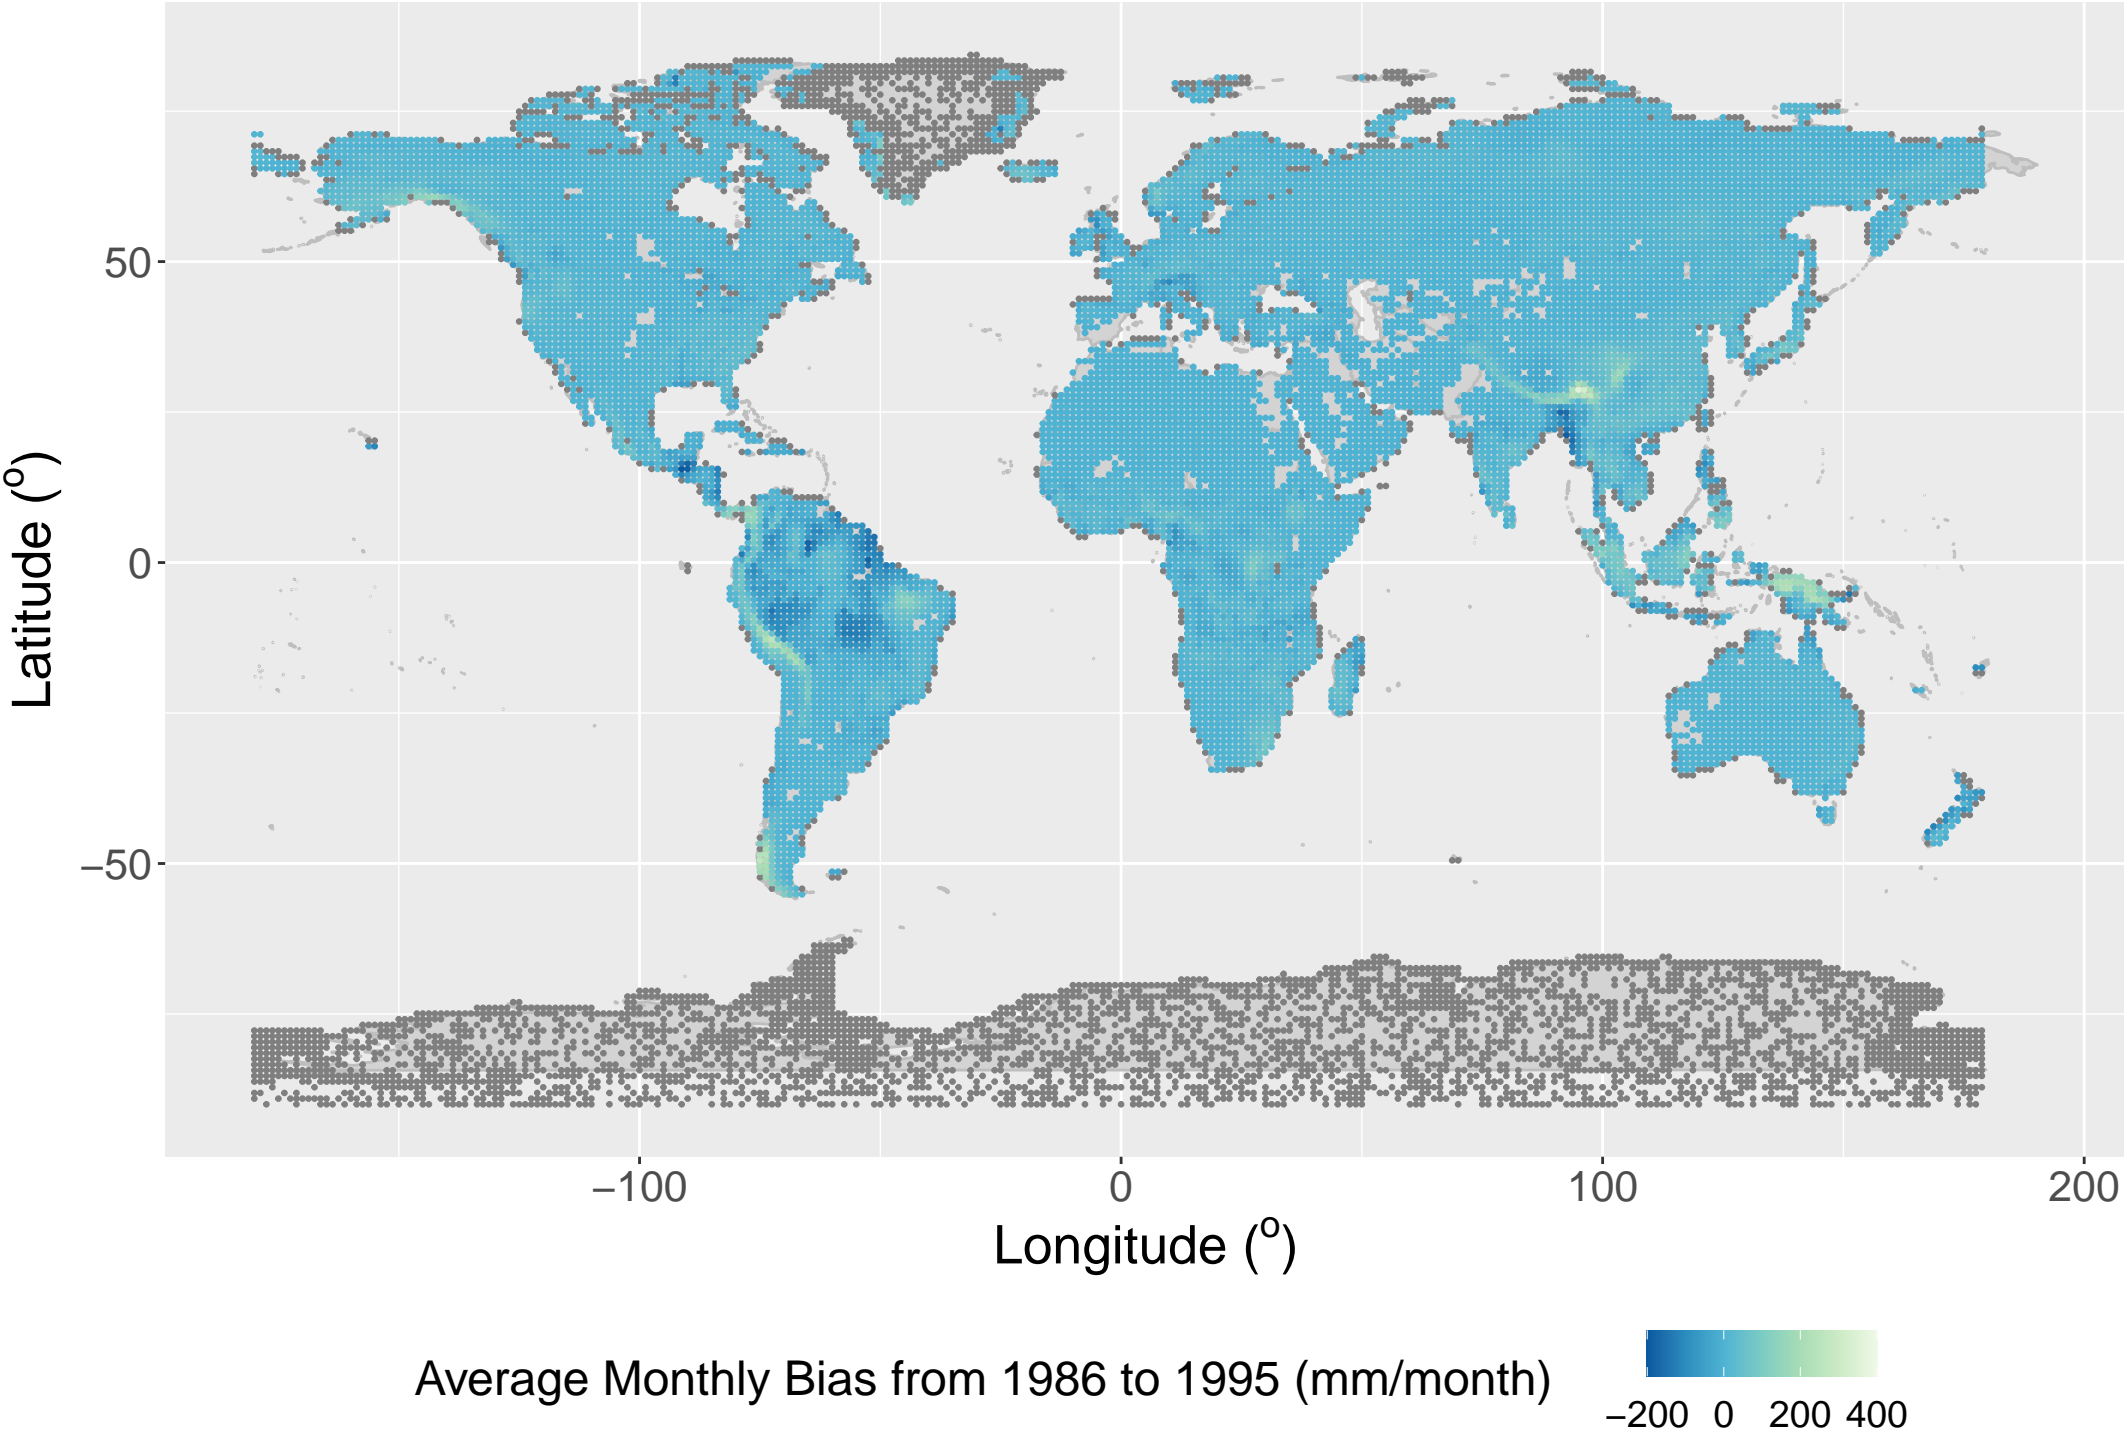 50
0
−50
Latitude (o)
−100 0 100 200
Longitude (o)
Average Monthly Bias from 1986 to 1995 (mm/month)
−200 0 200 400